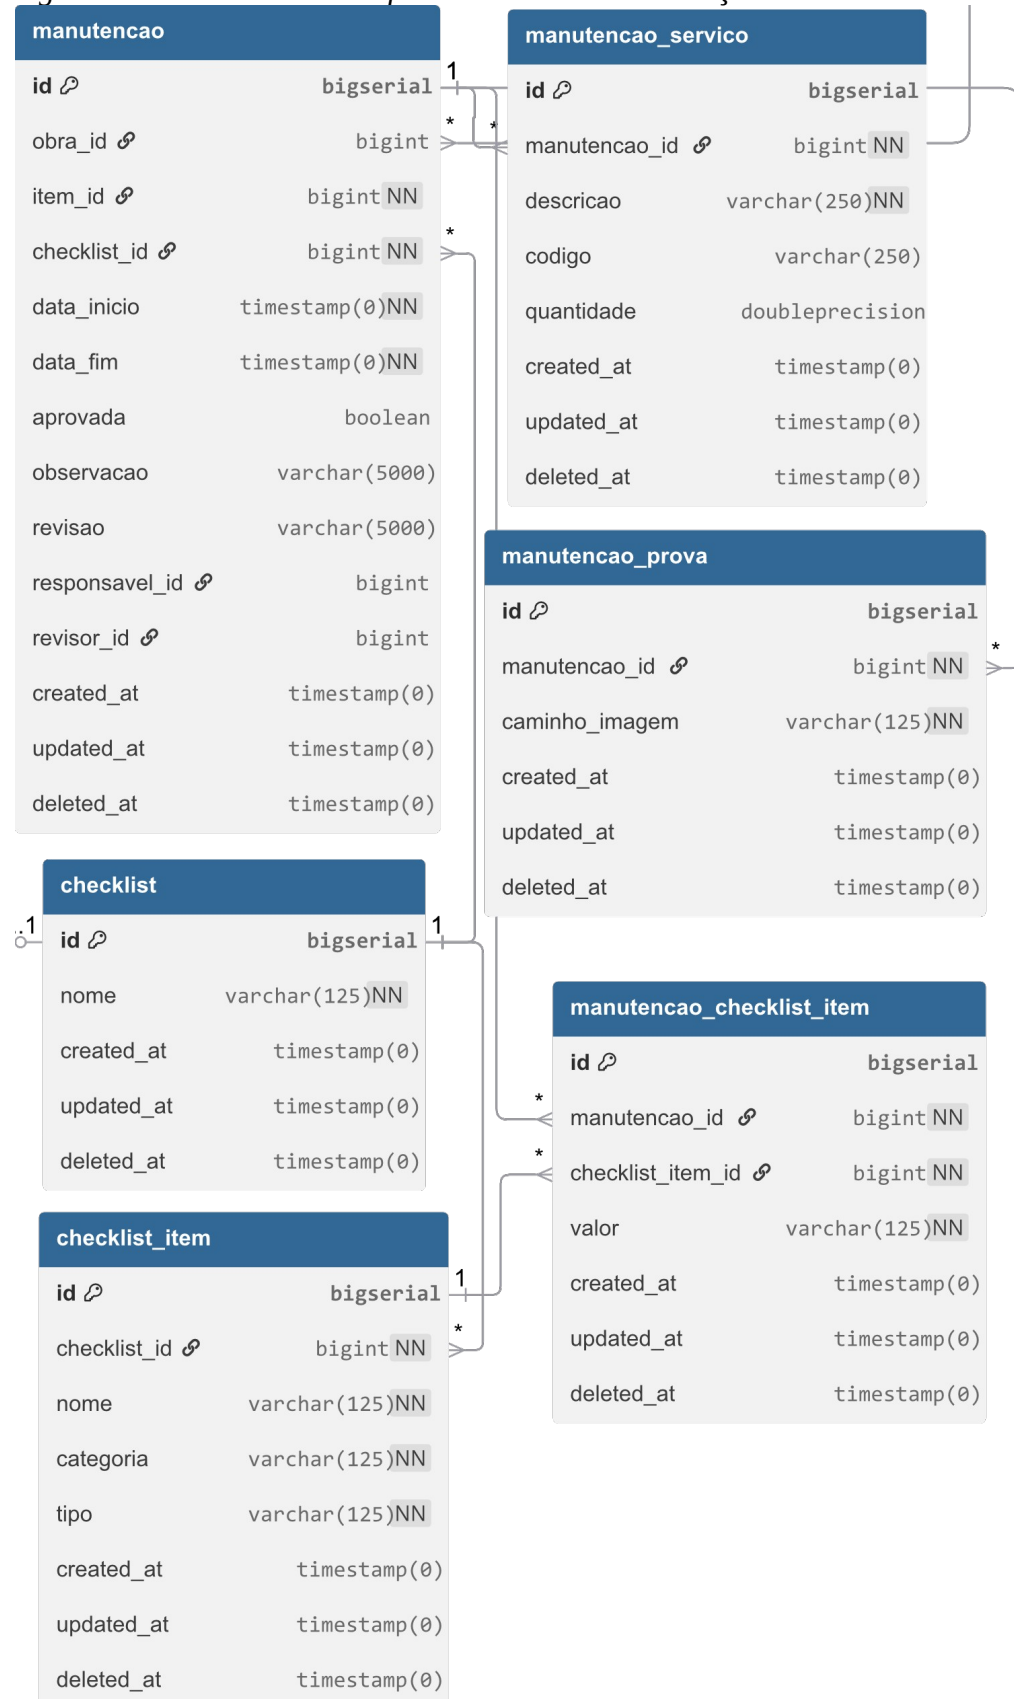 manutencao
id bigserial
obra_id bigint
item_id bigint NN
checklist_id bigint NN
data_inicio timestamp(0) NN
data_fim timestamp(0) NN
aprovada boolean
observacao varchar(5000)
revisao varchar(5000)
responsavel_id bigint
revisor_id bigint
created_at timestamp(0)
updated_at timestamp(0)
deleted_at timestamp(0)
1
*
*
*
manutencao_servico
id bigserial
manutencao_id bigint NN
descricao varchar(250) NN
codigo varchar(250)
quantidade doubleprecision
created_at timestamp(0)
updated_at timestamp(0)
deleted_at timestamp(0)
manutencao_prova
id bigserial
manutencao_id bigint NN
caminho_imagem varchar(125) NN
created_at timestamp(0)
updated_at timestamp(0)
deleted_at timestamp(0)
*
checklist
..1
1
id bigserial
nome varchar(125) NN
created_at timestamp(0)
updated_at timestamp(0)
deleted_at timestamp(0)
manutencao_checklist_item
id bigserial
*
manutencao_id bigint NN
*
checklist_item_id bigint NN
valor varchar(125) NN
created_at timestamp(0)
updated_at timestamp(0)
deleted_at timestamp(0)
checklist_item
1
id bigserial
*
checklist_id bigint NN
nome varchar(125) NN
categoria varchar(125) NN
tipo varchar(125) NN
created_at timestamp(0)
updated_at timestamp(0)
deleted_at timestamp(0)